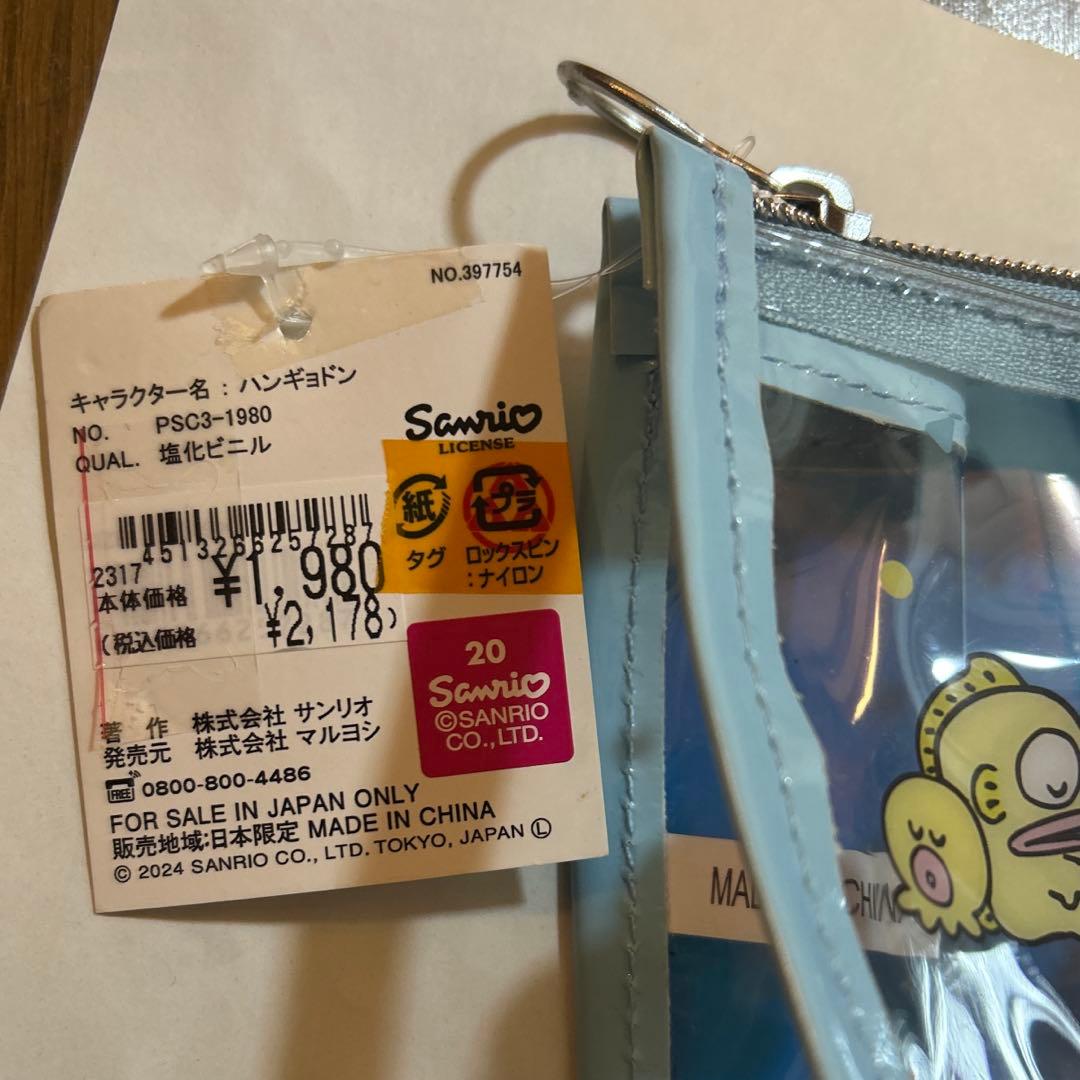 NO.397754
キャラクター名 : ハンギョドン
NO. PSC3-1980
QUAL. 塩化ビニル
Sanrio
LICENSE
紙
プラ
タグ
ロックスピン
:ナイロン
4513266257287
2317
本体価格 ¥1,980
(税込価格 ¥2,178)
20
Sanrio
©SANRIO
CO.,LTD.
著 作 株式会社 サンリオ
発売元 株式会社 マルヨシ
FREE 0800-800-4486
FOR SALE IN JAPAN ONLY
販売地域:日本限定 MADE IN CHINA
© 2024 SANRIO CO., LTD. TOKYO, JAPAN Ⓛ
CHINA